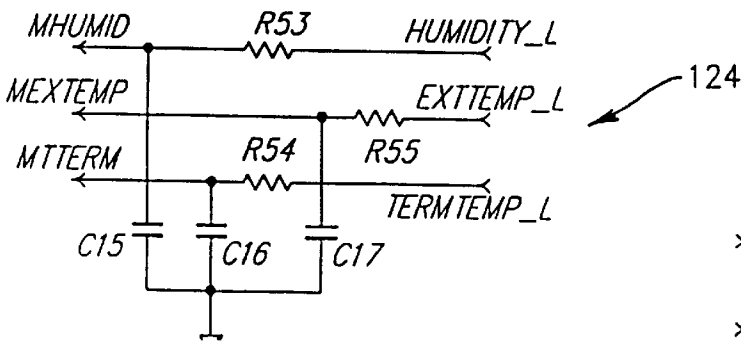 MHUMID R53 HUMIDITY_L
MEXTEMP R55 EXTTEMP_L 124
MTTERM R54 TERMTEMP_L
C15 C16 C17